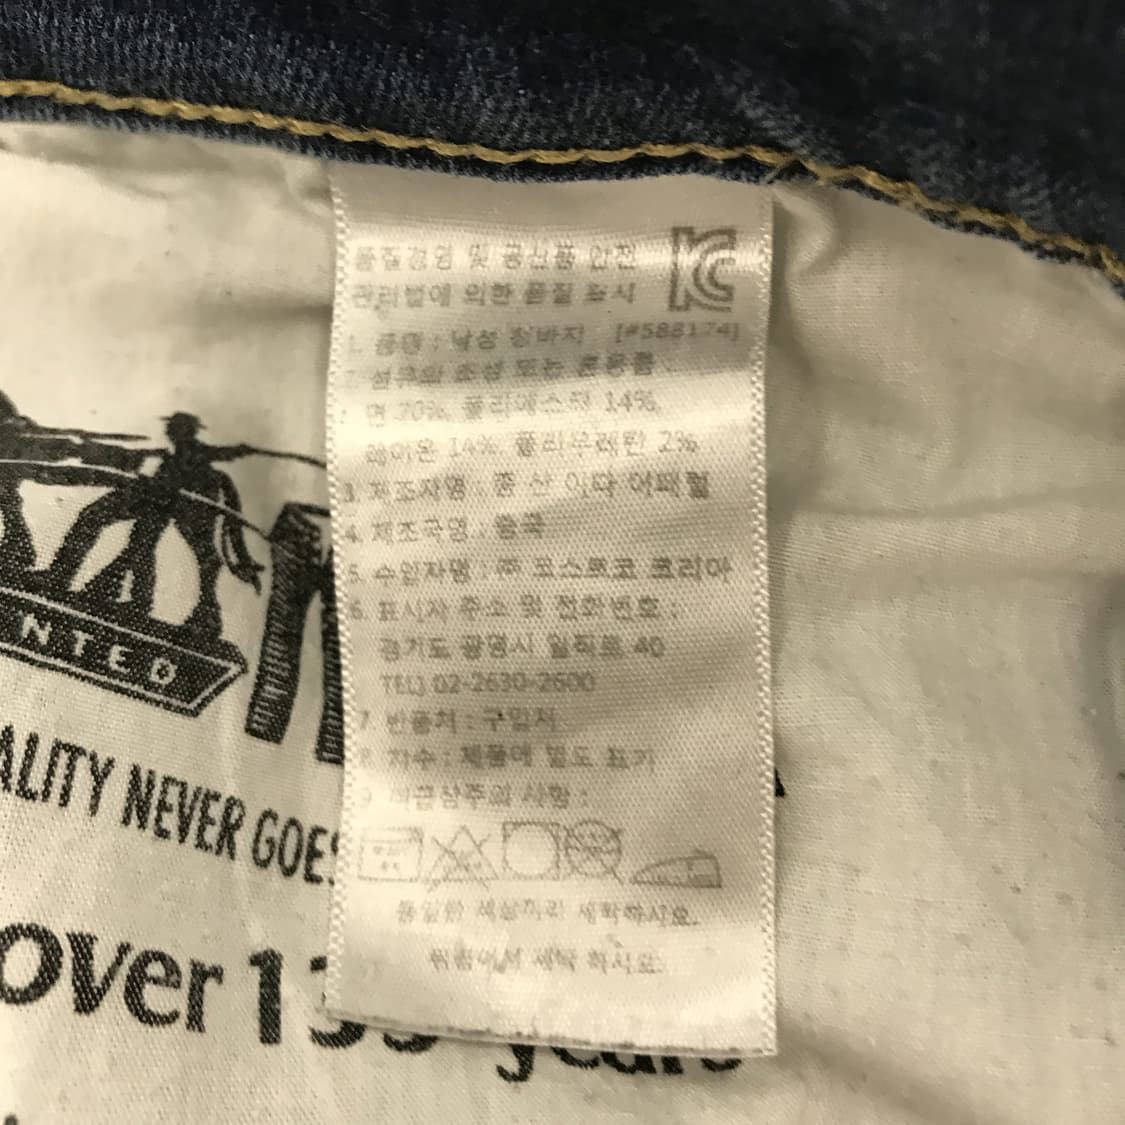 품질경영 및 공산품 안전
관리법에 의한 품질 표시
KC
1. 품명 : 남성 청바지 [#588174]
2. 섬유의 조성 또는 혼용률
: 면 70%, 폴리에스터 14%,
레이온 14%, 폴리우레탄 2%
3. 제조자명 : 중 산 이다 어패럴
4. 제조국명 : 중국
5. 수입자명 : ㈜ 코스트코 코리아
6. 표시자 주소 및 전화번호 :
경기도 광명시 일직로 40
TEL) 02-2630-2600
7. 반품처 : 구입처
8. 치수 : 제품에 별도 표기
9. 취급상주의 사항 :
동일한 색상끼리 세탁하시오.
뒤집어서 세탁 하시오.
NTED
ALITY NEVER GOES
over 13 years